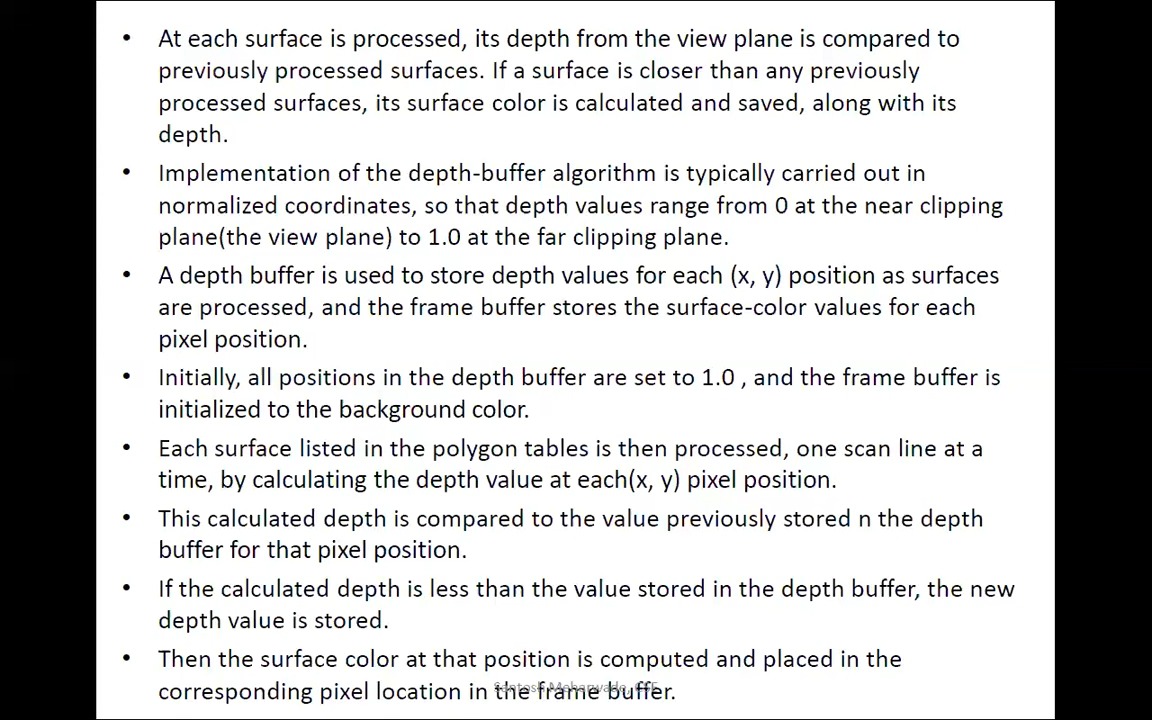 • At each surface is processed, its depth from the view plane is compared to
previously processed surfaces. If a surface is closer than any previously
processed surfaces, its surface color is calculated and saved, along with its
depth.
• Implementation of the depth-buffer algorithm is typically carried out in
normalized coordinates, so that depth values range from 0 at the near clipping
plane(the view plane) to 1.0 at the far clipping plane.
• A depth buffer is used to store depth values for each (x, y) position as surfaces
are processed, and the frame buffer stores the surface-color values for each
pixel position.
• Initially, all positions in the depth buffer are set to 1.0 , and the frame buffer is
initialized to the background color.
• Each surface listed in the polygon tables is then processed, one scan line at a
time, by calculating the depth value at each(x, y) pixel position.
• This calculated depth is compared to the value previously stored n the depth
buffer for that pixel position.
• If the calculated depth is less than the value stored in the depth buffer, the new
depth value is stored.
• Then the surface color at that position is computed and placed in the
corresponding pixel location in the frame buffer.